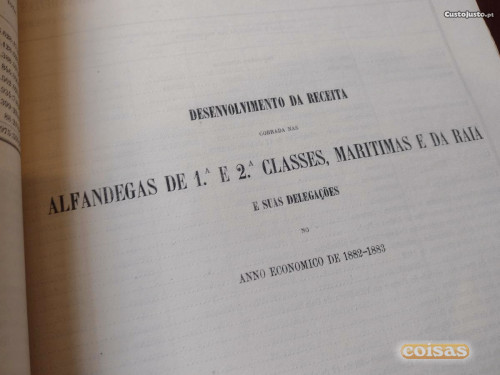 DESENVOLVIMENTO DA RECEITA
COBRADA NAS
ALFANDEGAS DE 1.ª E 2.ª CLASSES, MARITIMAS E DA RAIA
E SUAS DELEGAÇÕES
NO
ANNO ECONOMICO DE 1882-1883
CustoJusto.pt
coisas